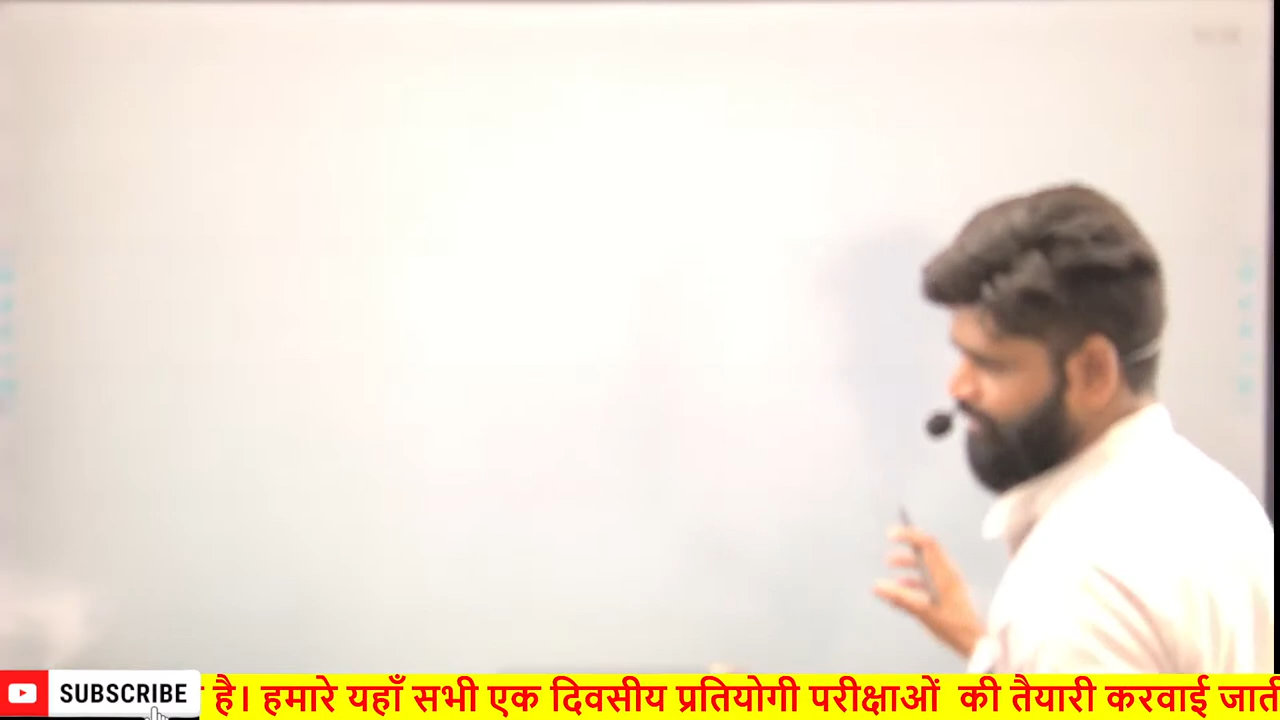 SUBSCRIBE
है। हमारे यहाँ सभी एक दिवसीय प्रतियोगी परीक्षाओं की तैयारी करवाई जाती